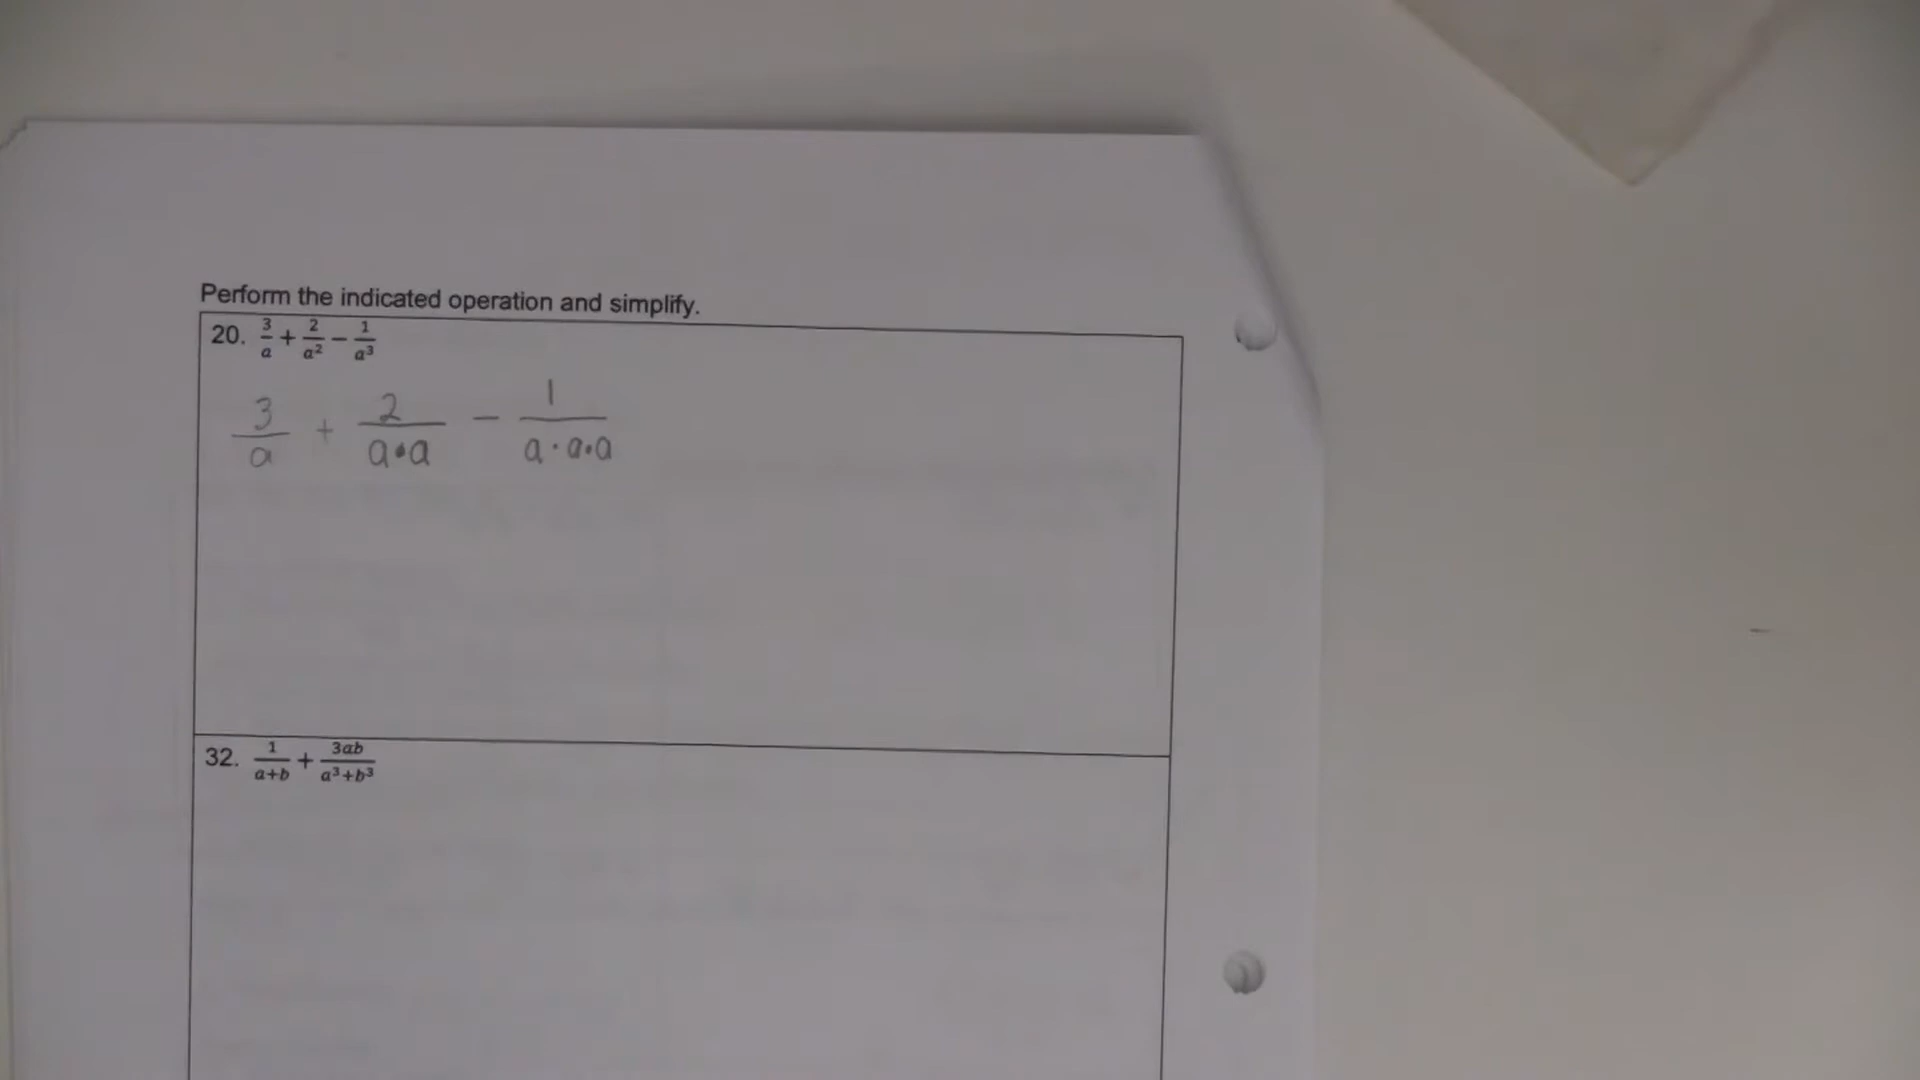 Perform the indicated operation and simplify.
20. 3/a + 2/a² − 1/a³
3/a + 2/(a•a) − 1/(a·a·a)
32. 1/(a+b) + 3ab/(a³+b³)